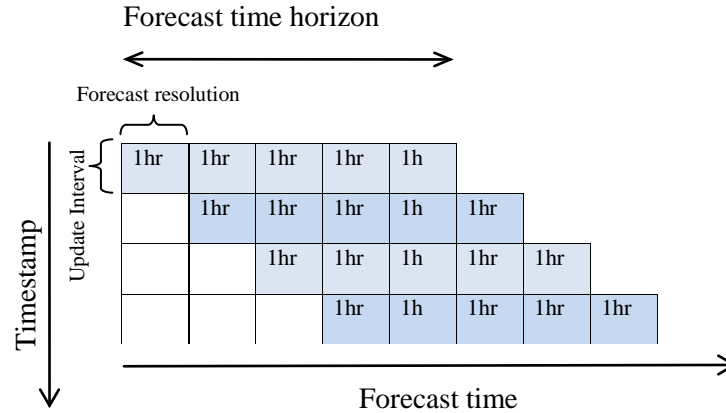 Forecast time horizon
Forecast resolution
1hr 1hr 1hr 1hr 1h
1hr 1hr 1hr 1h 1hr
1hr 1hr 1h 1hr 1hr
1hr 1h 1hr 1hr 1hr
Update Interval
Timestamp
Forecast time